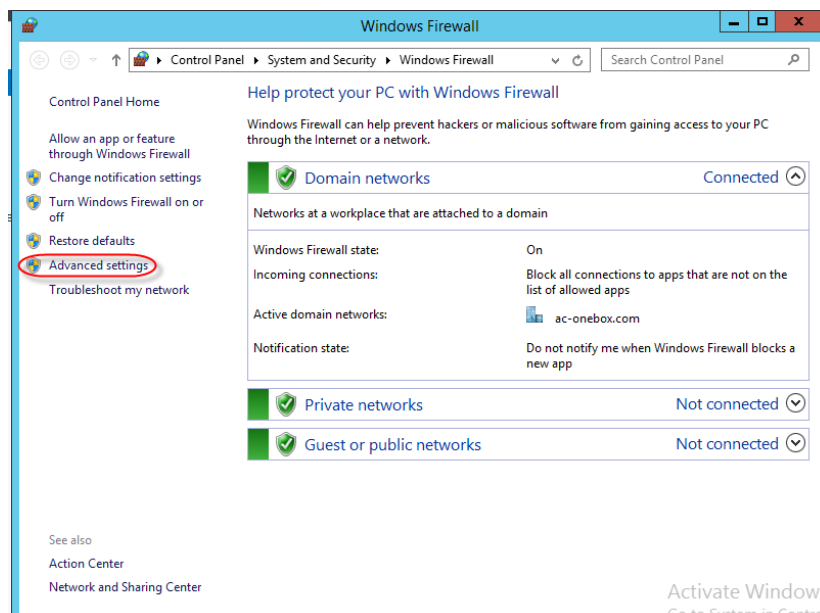 Windows Firewall
Control Panel ▸ System and Security ▸ Windows Firewall
Search Control Panel
Control Panel Home
Allow an app or feature
through Windows Firewall
Change notification settings
Turn Windows Firewall on or
off
Restore defaults
Advanced settings
Troubleshoot my network
See also
Action Center
Network and Sharing Center
Help protect your PC with Windows Firewall
Windows Firewall can help prevent hackers or malicious software from gaining access to your PC
through the Internet or a network.
Domain networks Connected
Networks at a workplace that are attached to a domain
Windows Firewall state: On
Incoming connections: Block all connections to apps that are not on the
list of allowed apps
Active domain networks: ac-onebox.com
Notification state: Do not notify me when Windows Firewall blocks a
new app
Private networks Not connected
Guest or public networks Not connected
Activate Window